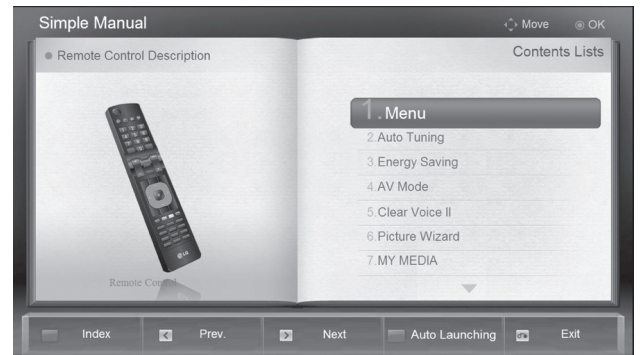 Simple Manual
Move
OK
Remote Control Description
Contents Lists
1.Menu
2.Auto Tuning
3.Energy Saving
4.AV Mode
5.Clear Voice II
6.Picture Wizard
7.MY MEDIA
LG
Remote Control
Index
Prev.
Next
Auto Launching
Exit